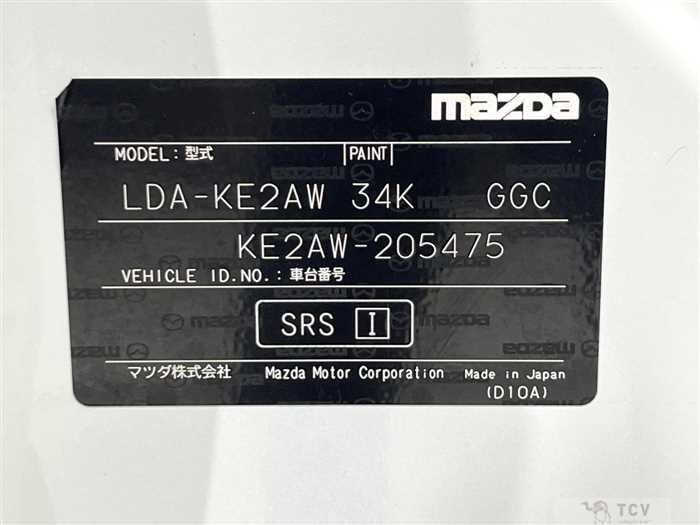 mazda
MODEL: 型式 PAINT
LDA-KE2AW 34K GGC
KE2AW-205475
VEHICLE ID.NO.: 車台番号
SRS I
マツダ株式会社 Mazda Motor Corporation Made in Japan
(D10A)
TCV